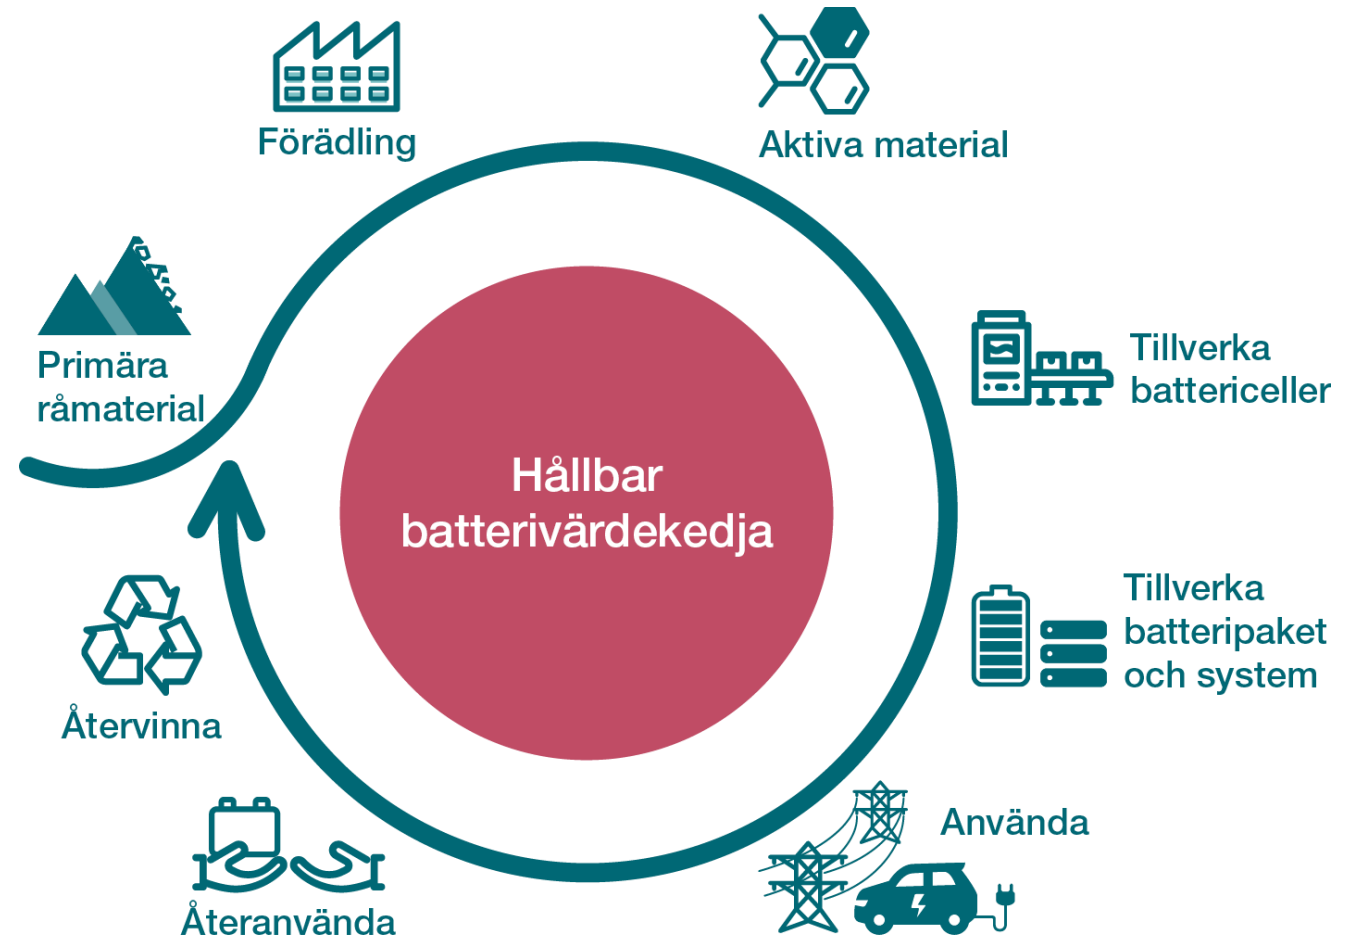 Förädling
Aktiva material
Primära
råmaterial
Tillverka
battericeller
Hållbar
batterivärdekedja
Tillverka
batteripaket
och system
Återvinna
Använda
Återanvända